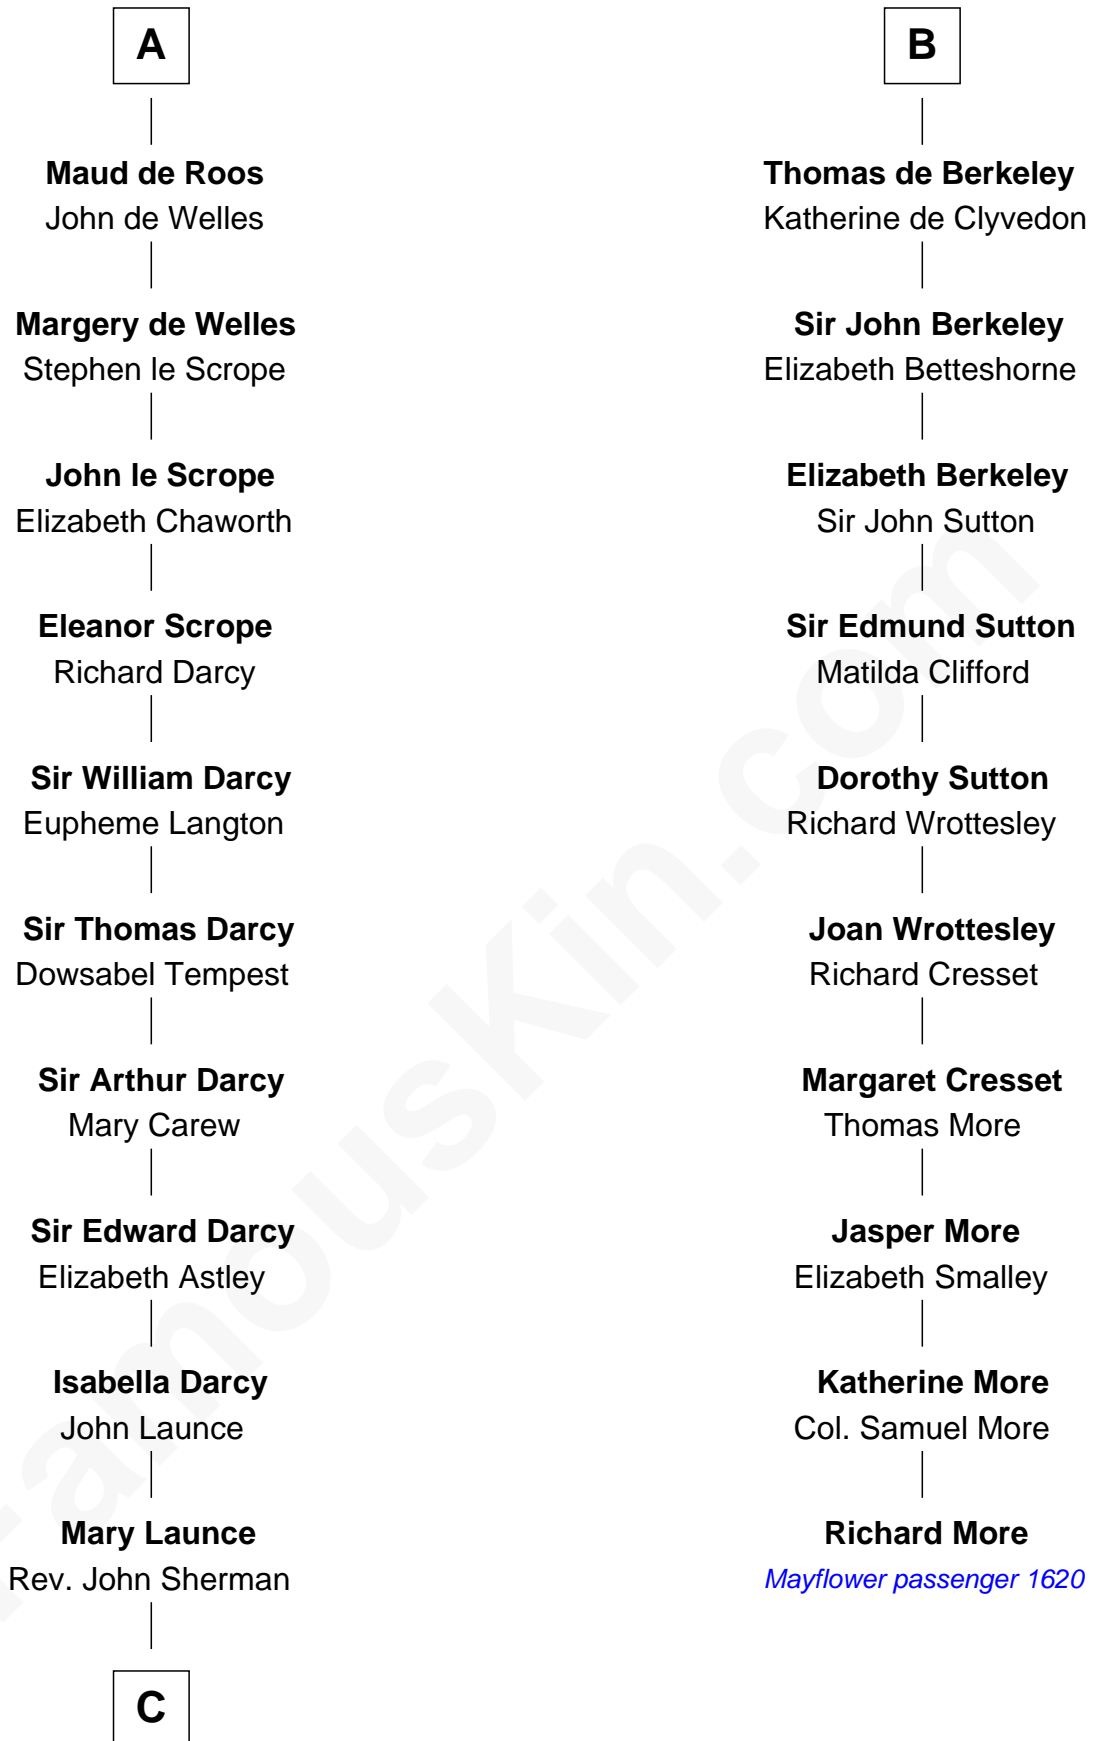 A
Maud de Roos
John de Welles
Margery de Welles
Stephen le Scrope
John le Scrope
Elizabeth Chaworth
Eleanor Scrope
Richard Darcy
Sir William Darcy
Eupheme Langton
Sir Thomas Darcy
Dowsabel Tempest
Sir Arthur Darcy
Mary Carew
Sir Edward Darcy
Elizabeth Astley
Isabella Darcy
John Launce
Mary Launce
Rev. John Sherman
C
B
Thomas de Berkeley
Katherine de Clyvedon
Sir John Berkeley
Elizabeth Betteshorne
Elizabeth Berkeley
Sir John Sutton
Sir Edmund Sutton
Matilda Clifford
Dorothy Sutton
Richard Wrottesley
Joan Wrottesley
Richard Cresset
Margaret Cresset
Thomas More
Jasper More
Elizabeth Smalley
Katherine More
Col. Samuel More
Richard More
Mayflower passenger 1620
FamousKin.com